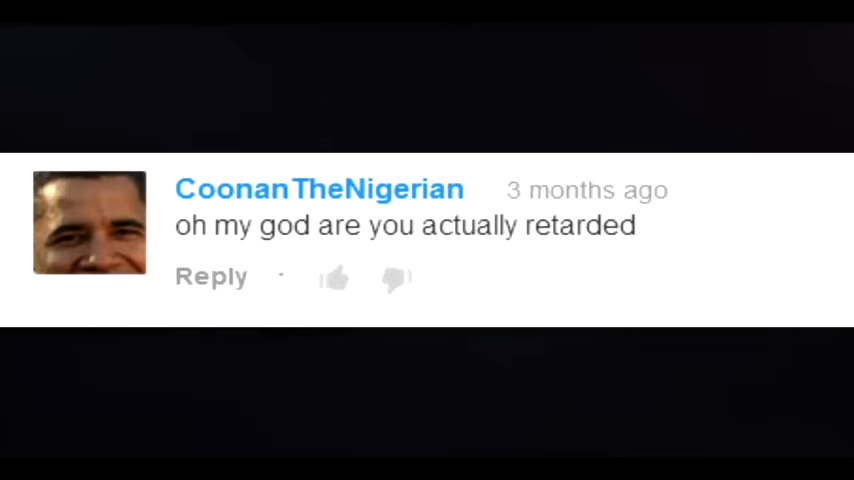 CoonanTheNigerian 3 months ago
oh my god are you actually retarded
Reply ·